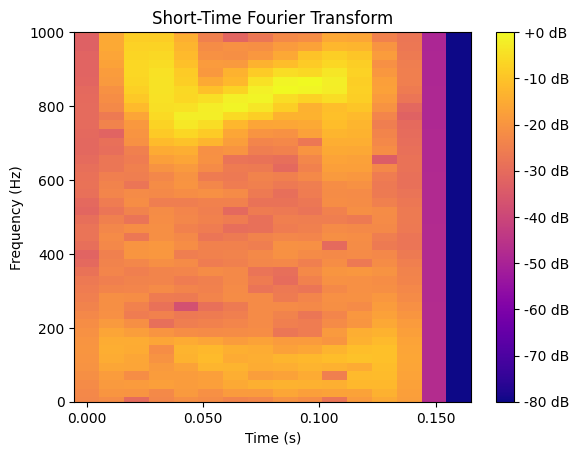 Short-Time Fourier Transform
1000
800
600
400
200
0
Frequency (Hz)
0.000
0.050
0.100
0.150
Time (s)
+0 dB
-10 dB
-20 dB
-30 dB
-40 dB
-50 dB
-60 dB
-70 dB
-80 dB